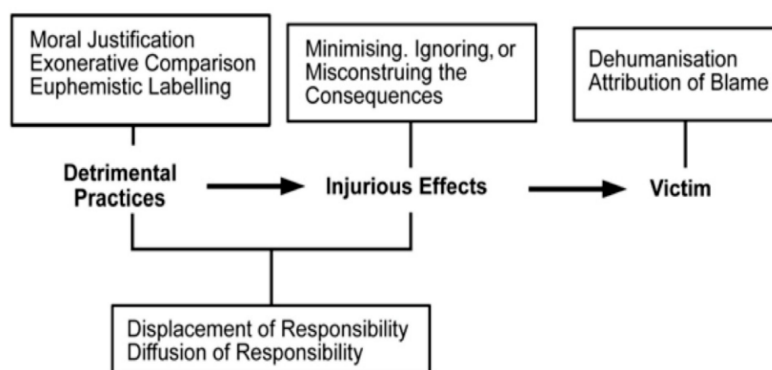 Moral Justification
Exonerative Comparison
Euphemistic Labelling
Minimising. Ignoring, or
Misconstruing the
Consequences
Dehumanisation
Attribution of Blame
Detrimental
Practices
Injurious Effects
Victim
Displacement of Responsibility
Diffusion of Responsibility